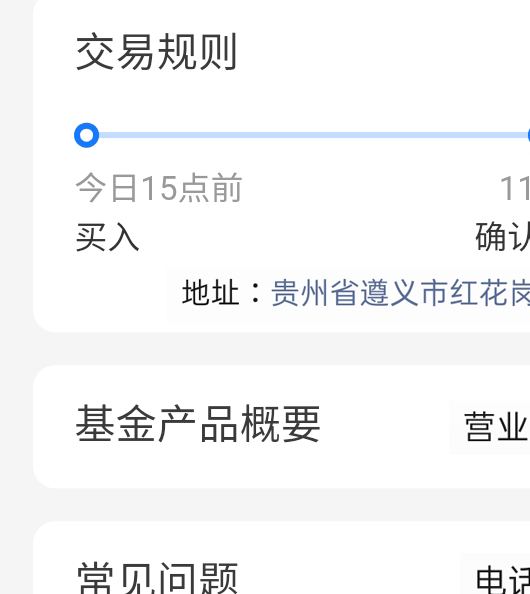 交易规则
今日15点前
11
买入
确认
地址：贵州省遵义市红花岗
基金产品概要
营业
常见问题
电话